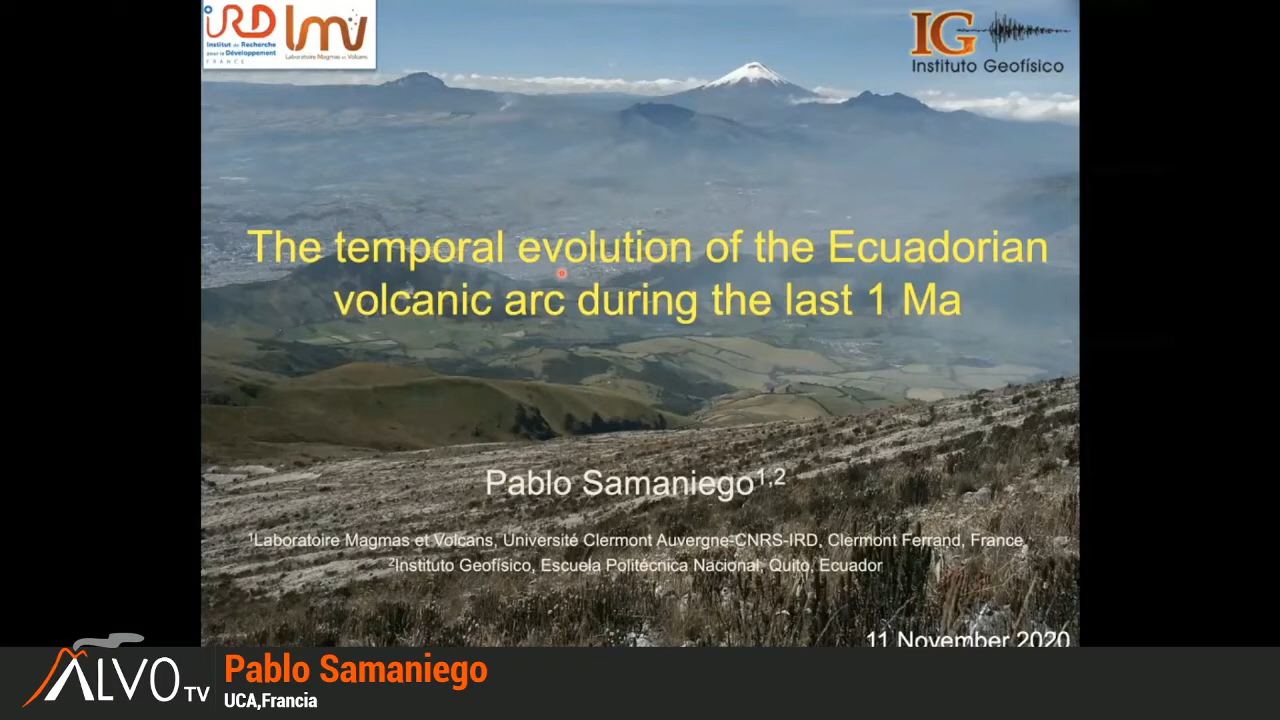 iRD
Institut de Recherche
pour le Développement
FRANCE
lmv
Laboratoire Magmas et Volcans
IG
Instituto Geofísico
The temporal evolution of the Ecuadorian
volcanic arc during the last 1 Ma
Pablo Samaniego1,2
1Laboratoire Magmas et Volcans, Université Clermont Auvergne-CNRS-IRD, Clermont Ferrand, France,
2Instituto Geofísico, Escuela Politécnica Nacional, Quito, Ecuador
11 November 2020
ALVO TV
Pablo Samaniego
UCA,Francia